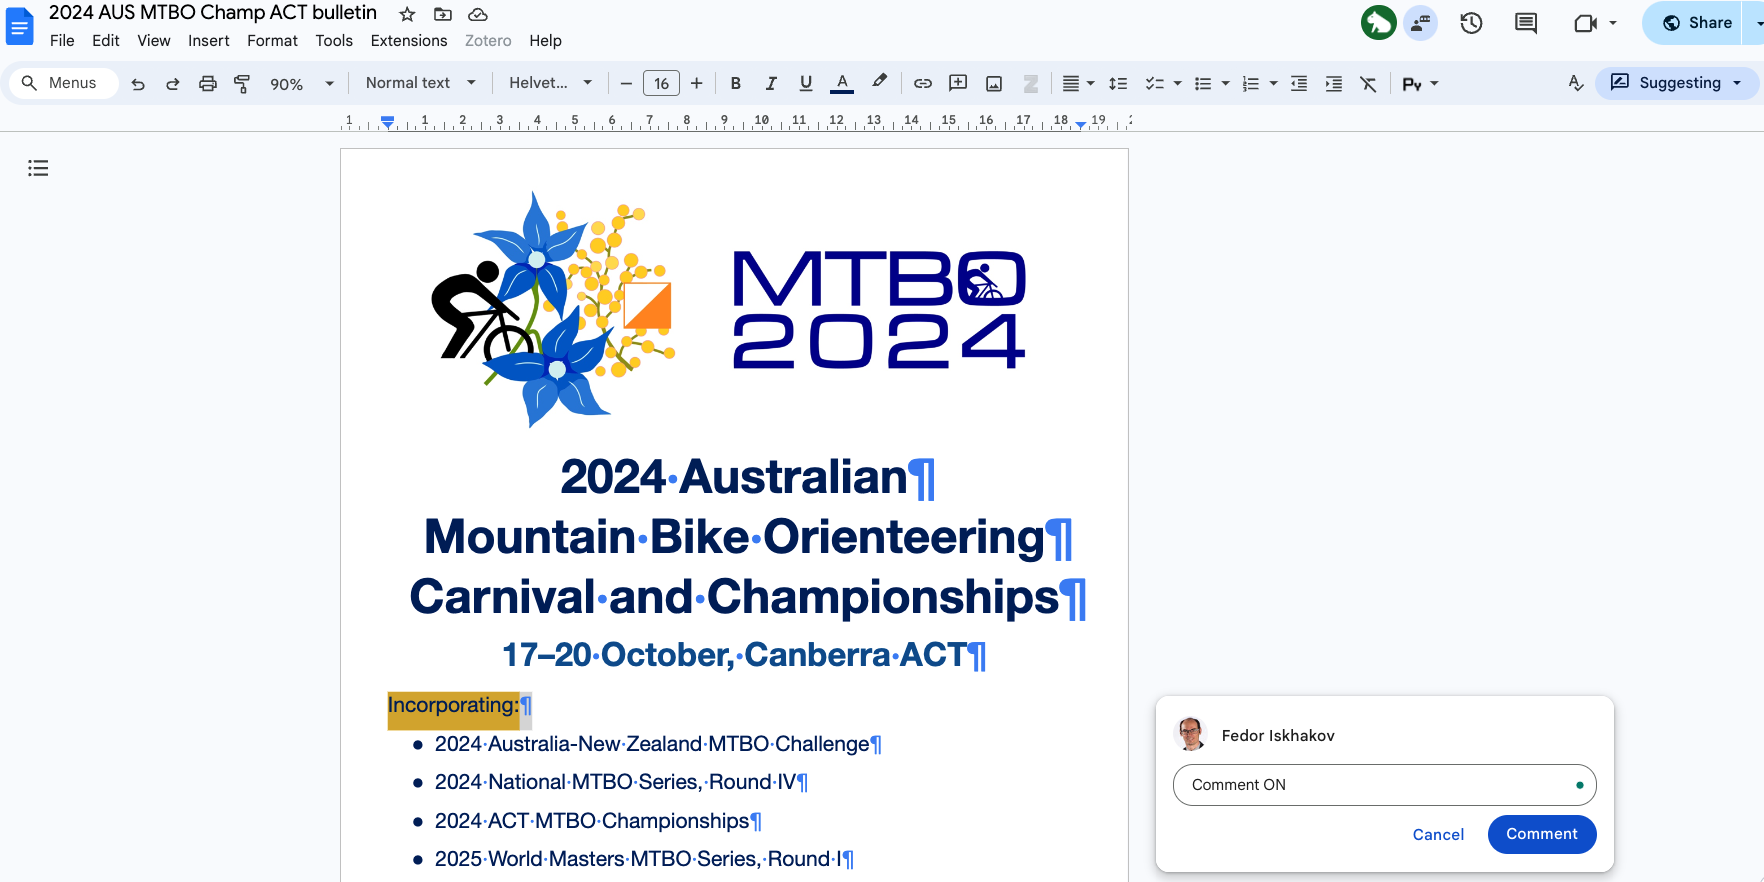 2024 AUS MTBO Champ ACT bulletin
File Edit View Insert Format Tools Extensions Zotero Help
Share
Menus 90% Normal text Helvet... − 16 + B I U A Z Py Suggesting
1 1 2 3 4 5 6 7 8 9 10 11 12 13 14 15 16 17 18 19
MTBO
2024
2024·Australian¶
Mountain·Bike·Orienteering¶
Carnival·and·Championships¶
17–20·October,·Canberra·ACT¶
Incorporating:¶
● 2024·Australia-New·Zealand·MTBO·Challenge¶
● 2024·National·MTBO·Series,·Round·IV¶
● 2024·ACT·MTBO·Championships¶
● 2025·World·Masters·MTBO·Series,·Round·I¶
Fedor Iskhakov
Comment ON
Cancel Comment